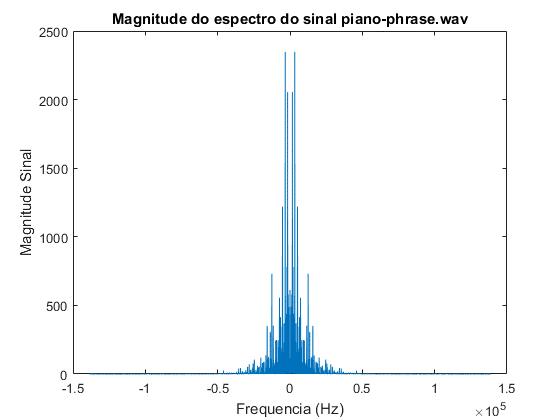 Magnitude do espectro do sinal piano-phrase.wav
2500
2000
1500
1000
500
0
Magnitude Sinal
-1.5 -1 -0.5 0 0.5 1 1.5
Frequencia (Hz)
×10^5